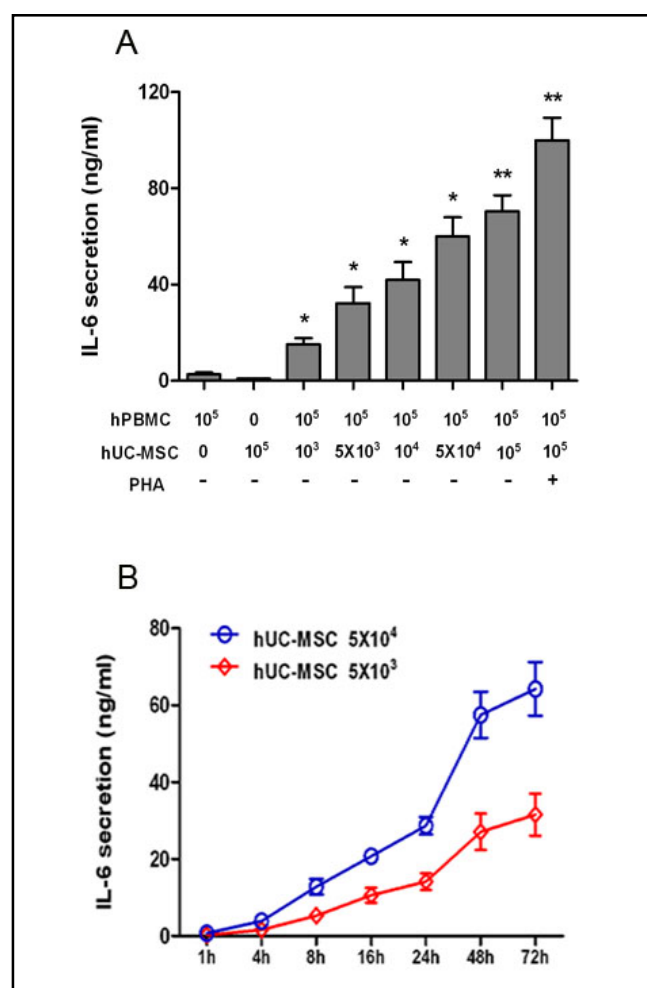 A
IL-6 secretion (ng/ml)
120
80
40
0
* * * * ** **
hPBMC 10⁵ 0 10⁵ 10⁵ 10⁵ 10⁵ 10⁵ 10⁵
hUC-MSC 0 10⁵ 10³ 5X10³ 10⁴ 5X10⁴ 10⁵ 10⁵
PHA - - - - - - - +
B
IL-6 secretion (ng/ml)
80
60
40
20
0
hUC-MSC 5X10⁴
hUC-MSC 5X10³
1h 4h 8h 16h 24h 48h 72h